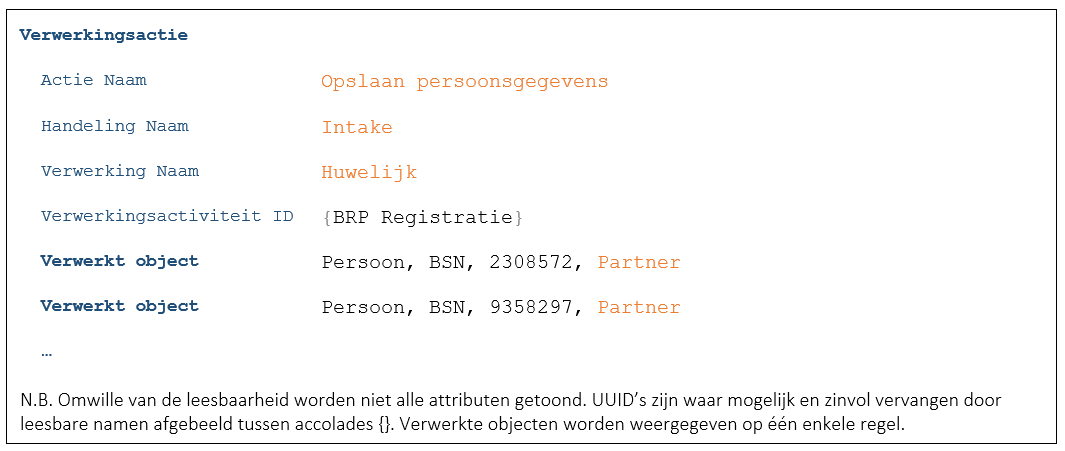 Verwerkingsactie
Actie Naam Opslaan persoonsgegevens
Handeling Naam Intake
Verwerking Naam Huwelijk
Verwerkingsactiviteit ID {BRP Registratie}
Verwerkt object Persoon, BSN, 2308572, Partner
Verwerkt object Persoon, BSN, 9358297, Partner
…
N.B. Omwille van de leesbaarheid worden niet alle attributen getoond. UUID’s zijn waar mogelijk en zinvol vervangen door
leesbare namen afgebeeld tussen accolades {}. Verwerkte objecten worden weergegeven op één enkele regel.